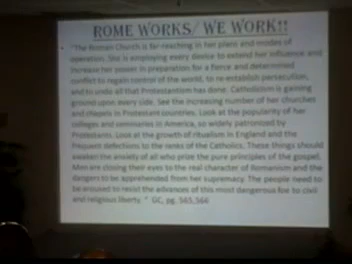 ROME WORKS/ WE WORK!!
"The Roman Church is far-reaching in her plans and modes of
operation. She is employing every device to extend her influence and
increase her power in preparation for a fierce and determined
conflict to regain control of the world, to re-establish persecution,
and to undo all that Protestantism has done. Catholicism is gaining
ground upon every side. See the increasing number of her churches
and chapels in Protestant countries. Look at the popularity of her
colleges and seminaries in America, so widely patronized by
Protestants. Look at the growth of ritualism in England and the
frequent defections to the ranks of the Catholics. These things should
awaken the anxiety of all who prize the pure principles of the gospel.
Men are closing their eyes to the real character of Romanism and the
dangers to be apprehended from her supremacy. The people need to
be aroused to resist the advances of this most dangerous foe to civil
and religious liberty. " GC, pg. 565,566